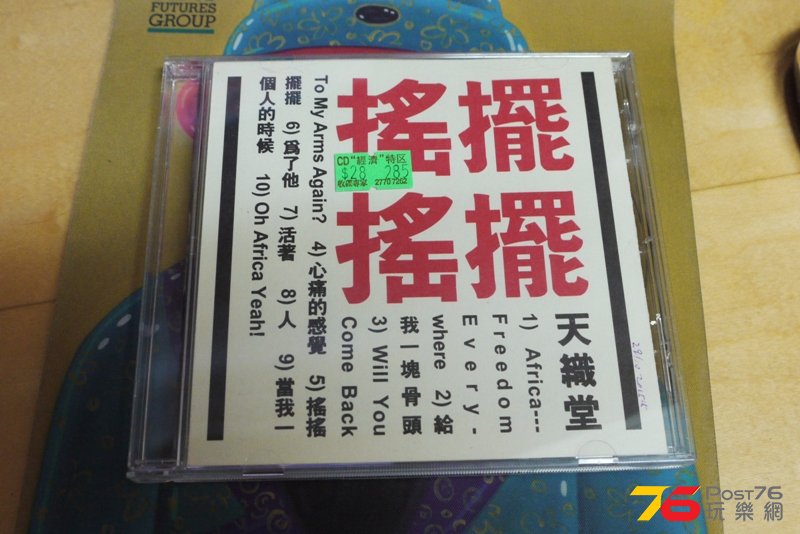 FUTURES
GROUP
搖搖
擺擺
天織堂
1) Africa---
Freedom
Every-
where 2)給
我一塊骨頭
3) Will You
Come Back
To My Arms Again? 4)心痛的感覺 5)搖搖
擺擺 6)爲了他 7)活著 8)人 9)當我一
個人的時候 10) Oh Africa Yeah!
CD“經濟”特区
$28 285
27707262
76 POST76
玩樂網